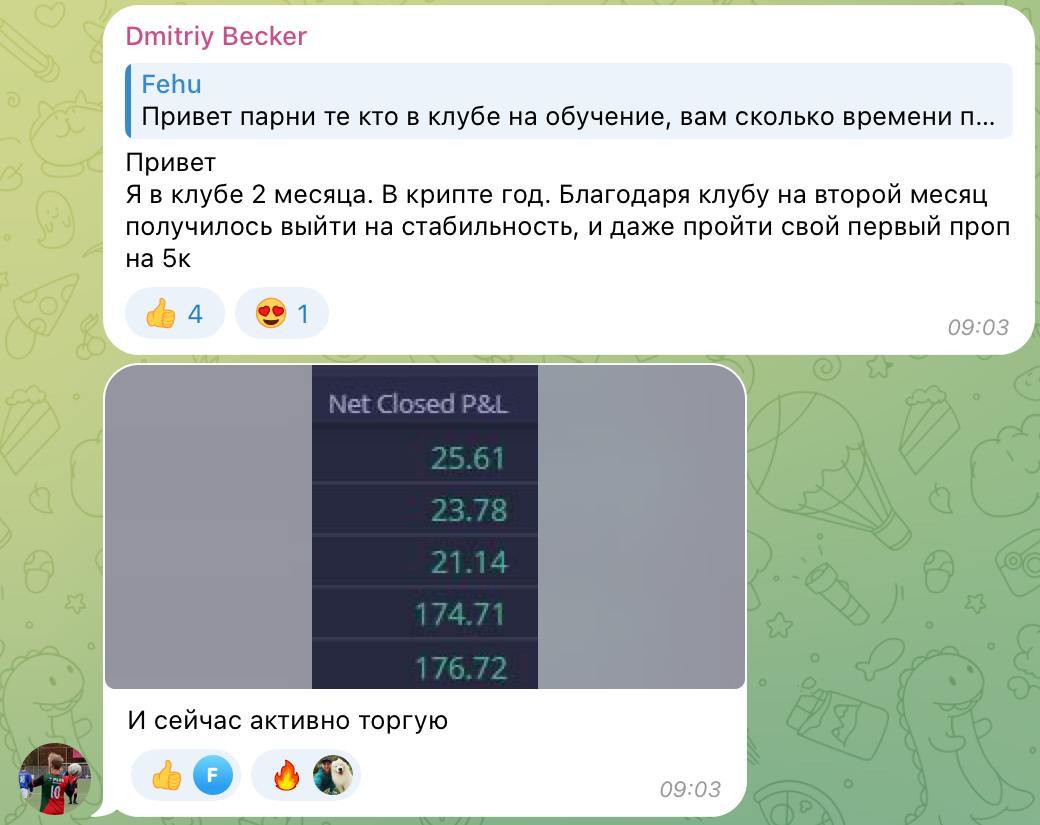 Dmitriy Becker
Fehu
Привет парни те кто в клубе на обучение, вам сколько времени п...
Привет
Я в клубе 2 месяца. В крипте год. Благодаря клубу на второй месяц
получилось выйти на стабильность, и даже пройти свой первый проп
на 5к
👍 4 😍 1
09:03
Net Closed P&L
25.61
23.78
21.14
174.71
176.72
И сейчас активно торгую
👍 F 🔥
09:03